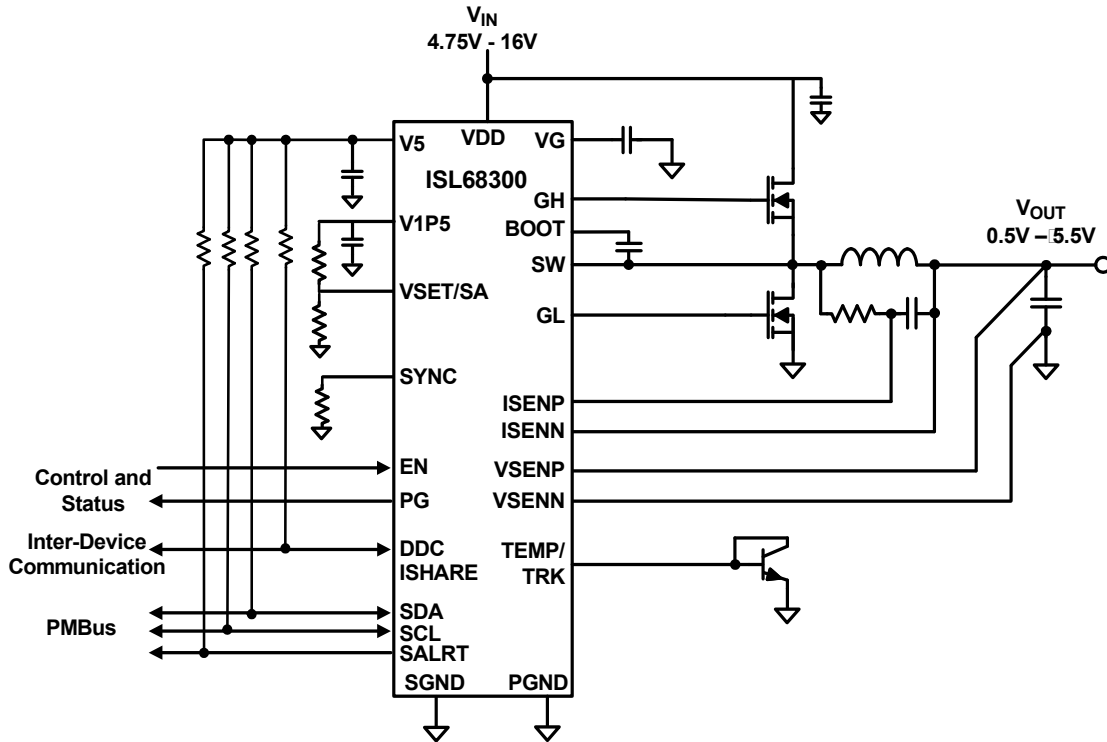 VIN
4.75V - 16V
V5
VDD
VG
ISL68300
GH
V1P5
BOOT
VOUT
0.5V – 5.5V
SW
VSET/SA
GL
SYNC
ISENP
ISENN
EN
VSENP
Control and
Status
PG
VSENN
Inter-Device
Communication
DDC
ISHARE
TEMP/
TRK
SDA
PMBus
SCL
SALRT
SGND
PGND